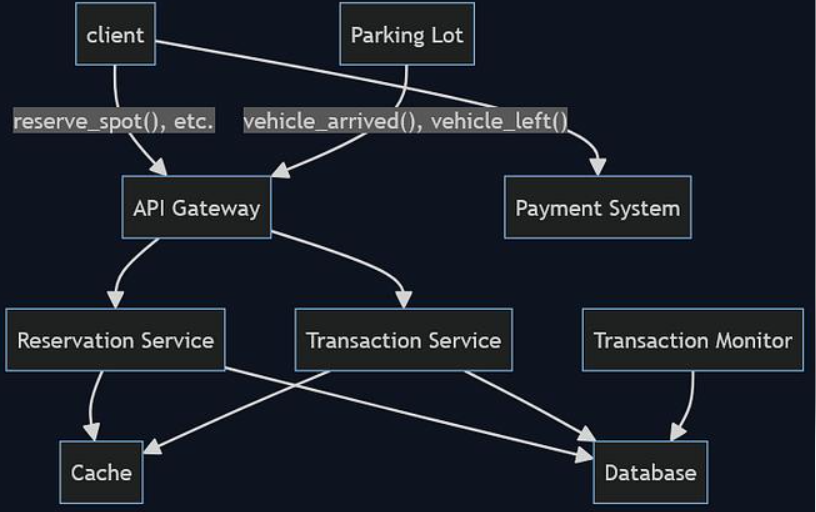 client
Parking Lot
reserve_spot(), etc.
vehicle_arrived(), vehicle_left()
API Gateway
Payment System
Reservation Service
Transaction Service
Transaction Monitor
Cache
Database